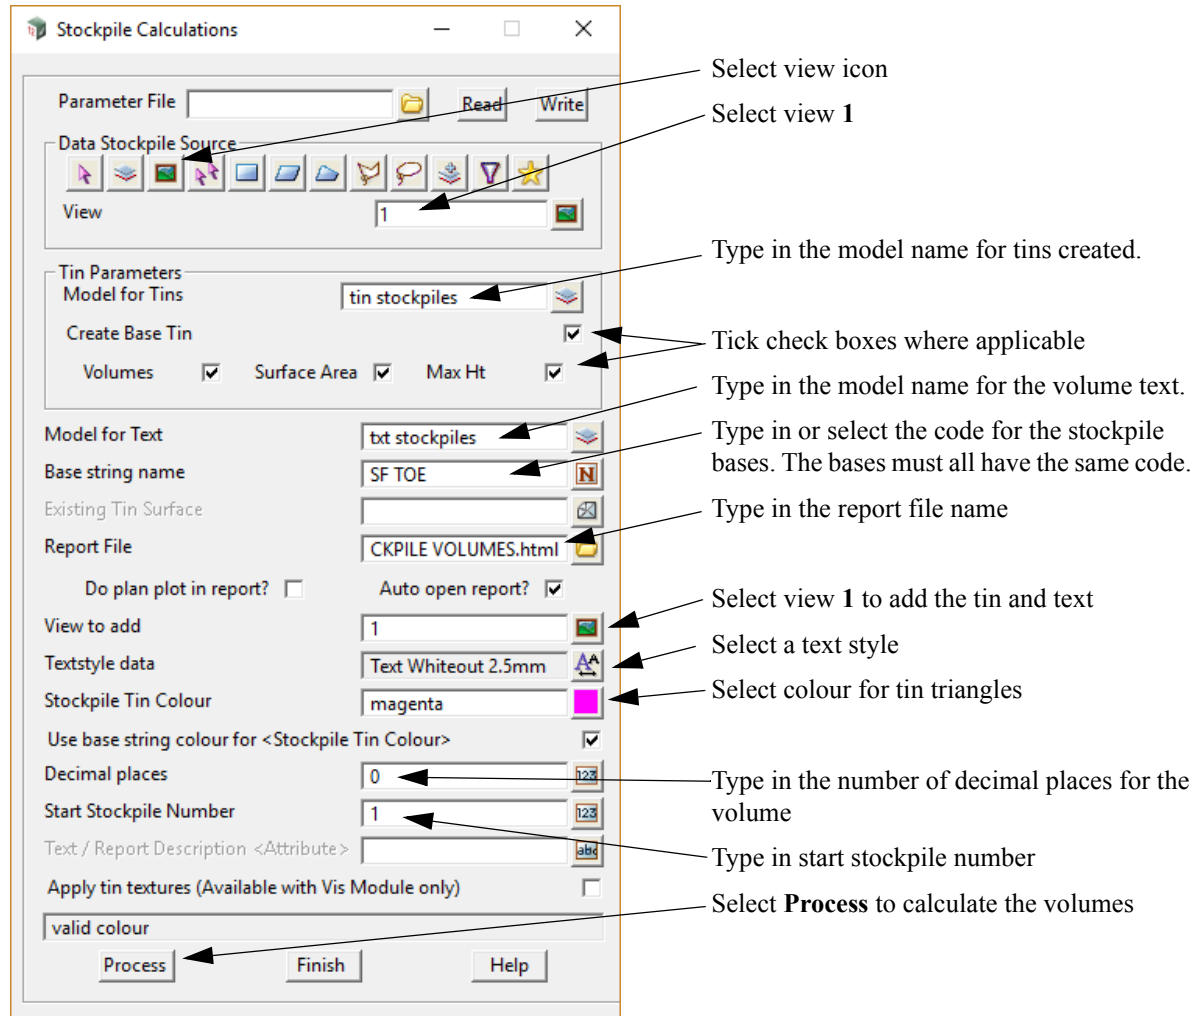 Stockpile Calculations
Select view icon
Parameter File Read Write
Select view 1
Data Stockpile Source
View 1
Type in the model name for tins created.
Tin Parameters
Model for Tins tin stockpiles
Create Base Tin
Tick check boxes where applicable
Volumes Surface Area Max Ht
Type in the model name for the volume text.
Model for Text txt stockpiles
Type in or select the code for the stockpile
bases. The bases must all have the same code.
Base string name SF TOE N
Existing Tin Surface
Type in the report file name
Report File CKPILE VOLUMES.html
Do plan plot in report? Auto open report?
Select view 1 to add the tin and text
View to add 1
Select a text style
Textstyle data Text Whiteout 2.5mm AA
Select colour for tin triangles
Stockpile Tin Colour magenta
Use base string colour for <Stockpile Tin Colour>
Decimal places 0 123
Type in the number of decimal places for the
volume
Start Stockpile Number 1 123
Text / Report Description <Attribute> abc
Type in start stockpile number
Apply tin textures (Available with Vis Module only)
Select Process to calculate the volumes
valid colour
Process Finish Help